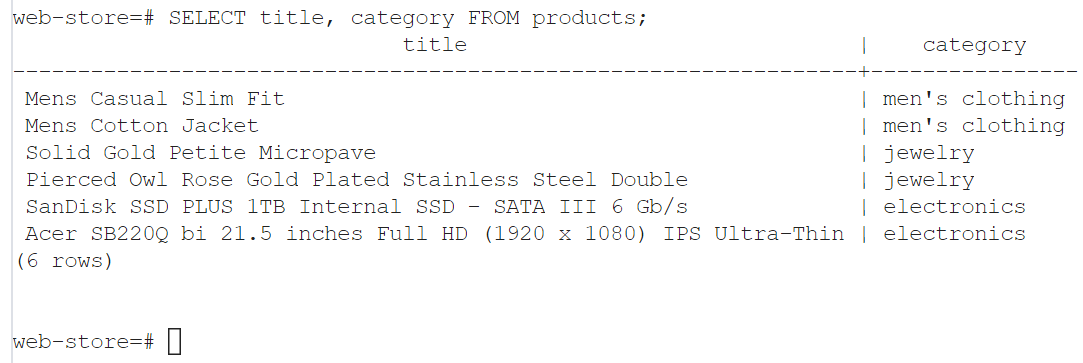 web-store=# SELECT title, category FROM products;
title | category
-----------------------------------------------------------------+----------------
Mens Casual Slim Fit | men's clothing
Mens Cotton Jacket | men's clothing
Solid Gold Petite Micropave | jewelry
Pierced Owl Rose Gold Plated Stainless Steel Double | jewelry
SanDisk SSD PLUS 1TB Internal SSD - SATA III 6 Gb/s | electronics
Acer SB220Q bi 21.5 inches Full HD (1920 x 1080) IPS Ultra-Thin | electronics
(6 rows)
web-store=#